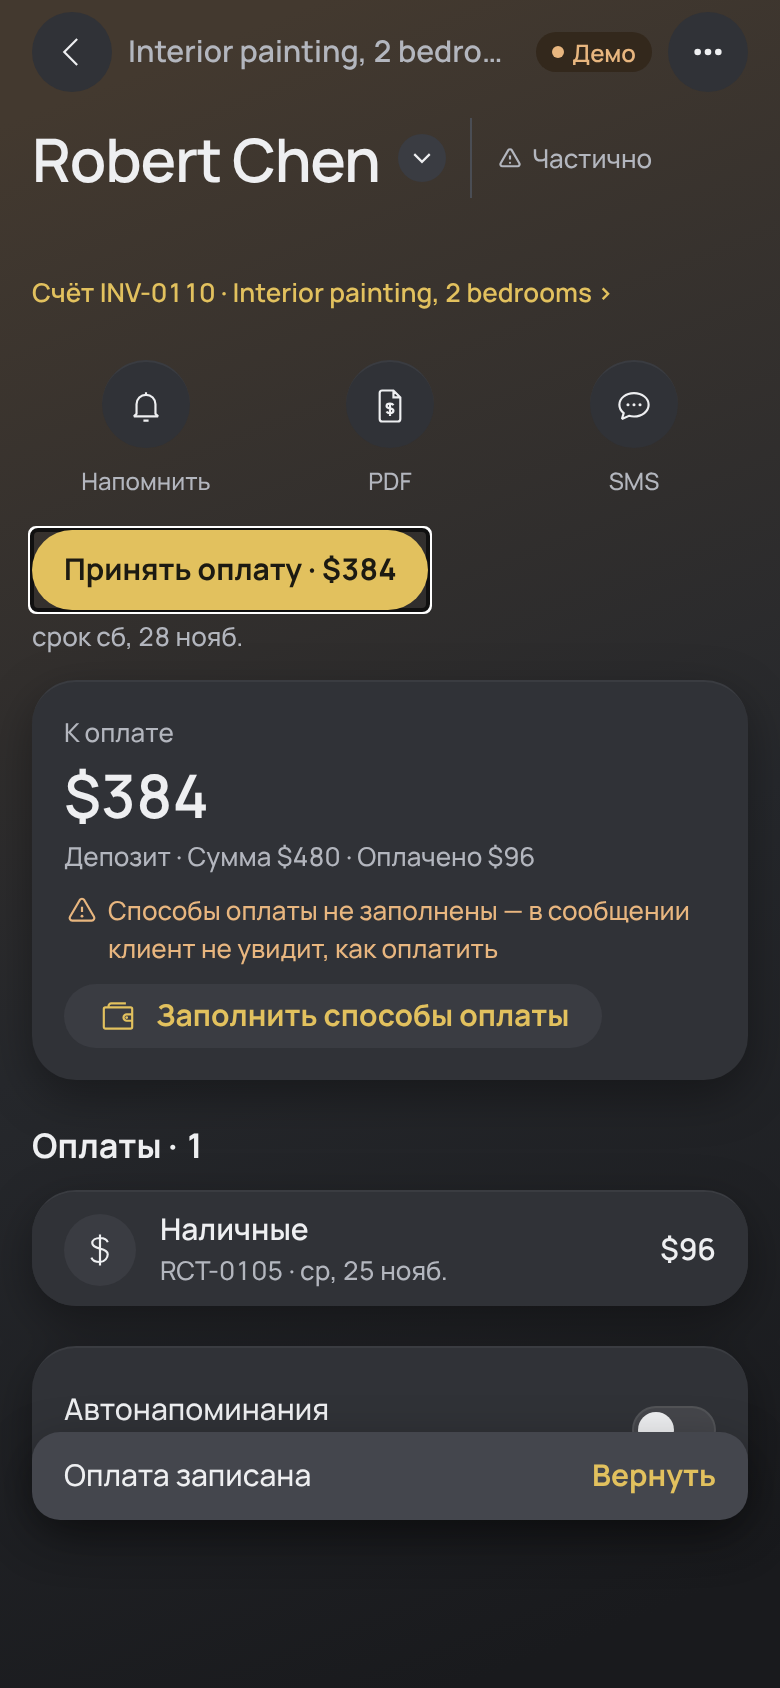 Interior painting, 2 bedro...
Демо
Robert Chen
Частично
Счёт INV-0110 · Interior painting, 2 bedrooms ›
Напомнить
PDF
SMS
Принять оплату · $384
срок сб, 28 нояб.
К оплате
$384
Депозит · Сумма $480 · Оплачено $96
Способы оплаты не заполнены — в сообщении
клиент не увидит, как оплатить
Заполнить способы оплаты
Оплаты · 1
Наличные
RCT-0105 · ср, 25 нояб.
$96
Автонапоминания
Оплата записана
Вернуть